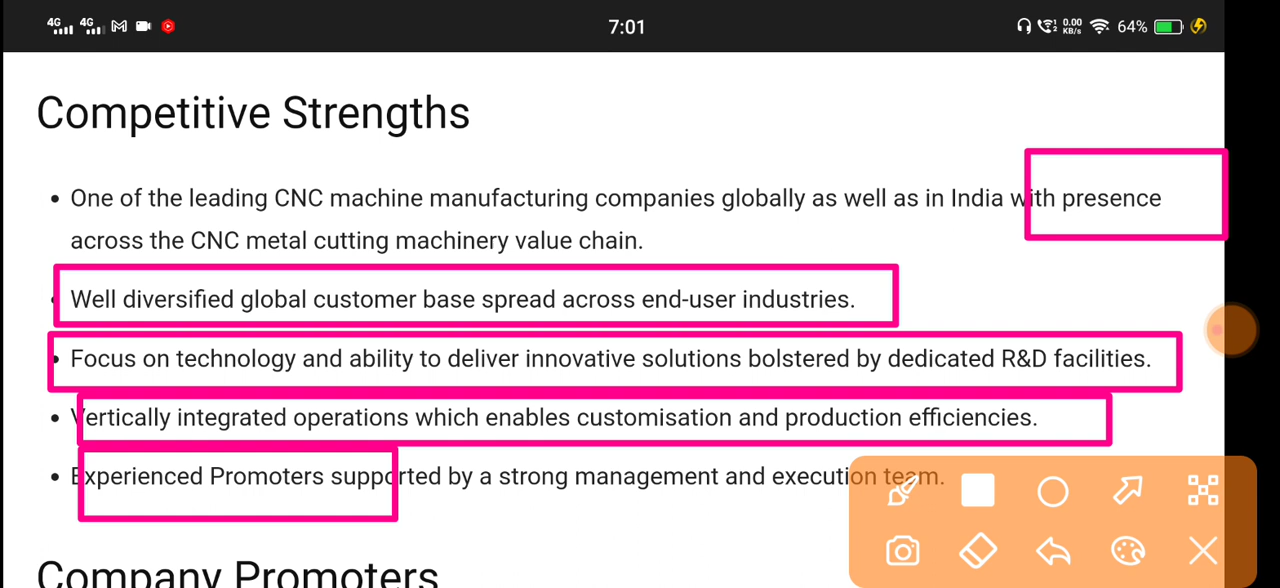 4G 4G 7:01 0.00 KB/s 64%
Competitive Strengths
• One of the leading CNC machine manufacturing companies globally as well as in India with presence
across the CNC metal cutting machinery value chain.
• Well diversified global customer base spread across end-user industries.
• Focus on technology and ability to deliver innovative solutions bolstered by dedicated R&D facilities.
• Vertically integrated operations which enables customisation and production efficiencies.
• Experienced Promoters supported by a strong management and execution team.
Company Promoters